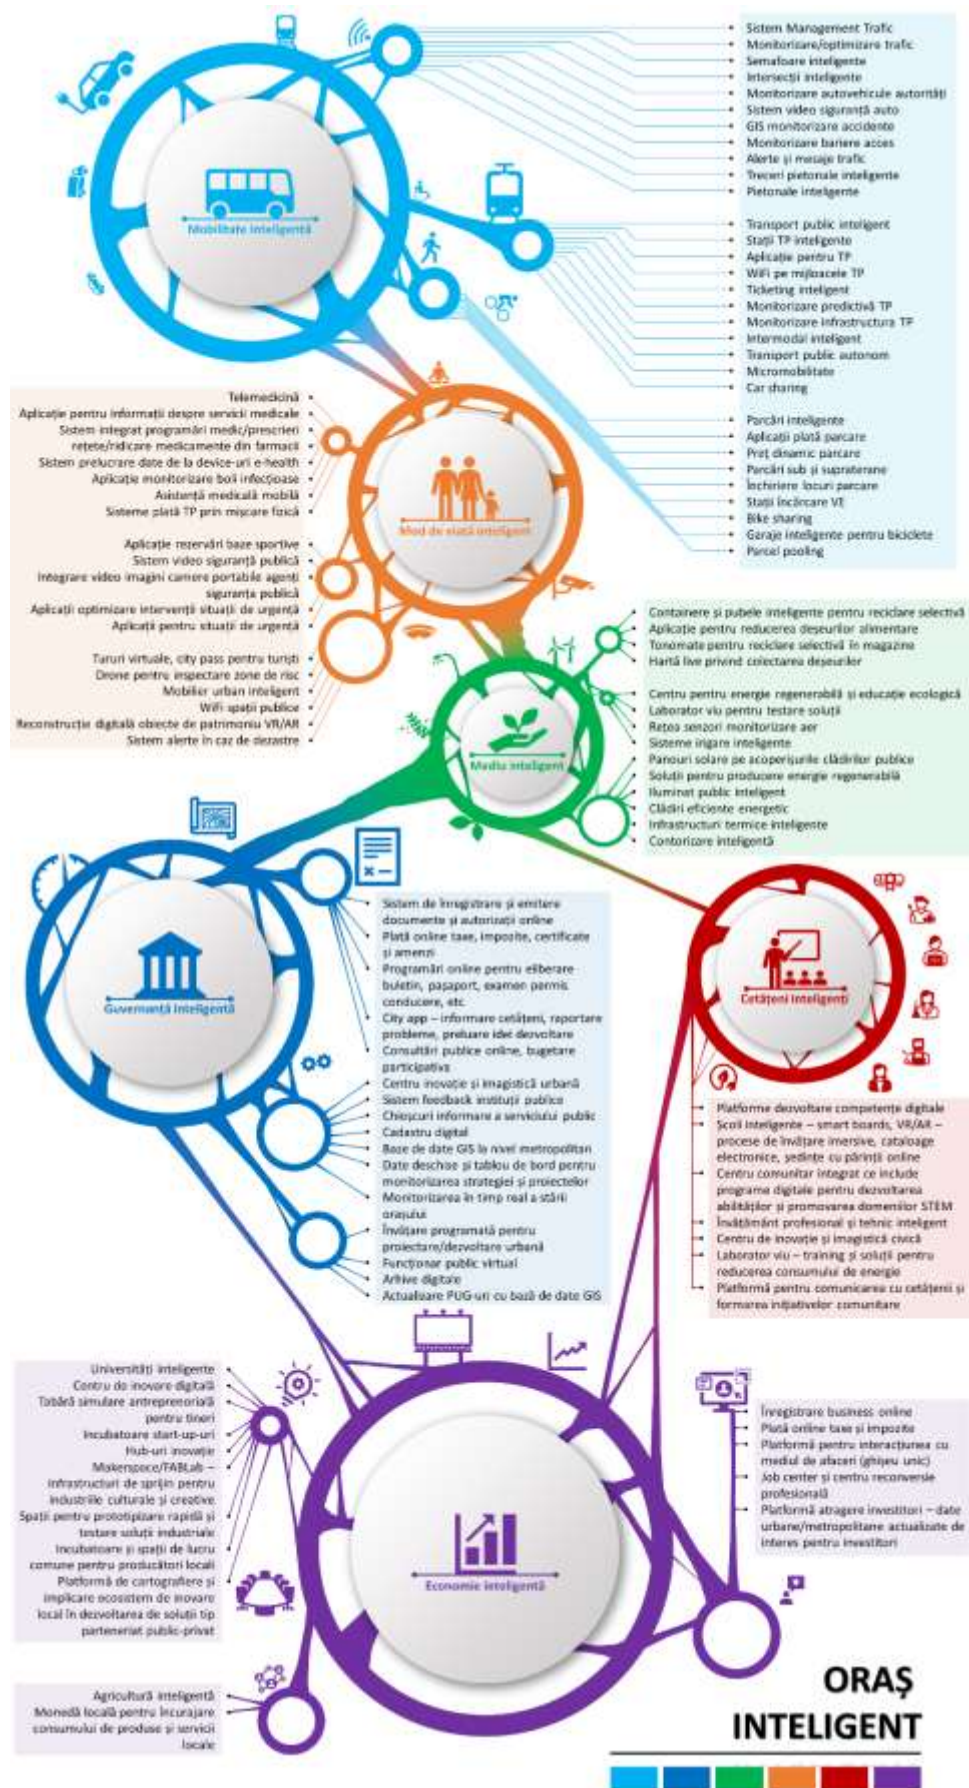 Sistem Management Trafic
Monitorizare/optimizare trafic
Semafoare inteligente
Intersecții inteligente
Monitorizare autovehicule autorități
Sistem video siguranță auto
GIS monitorizare accidente
Monitorizare bariere acces
Alerte și mesaje trafic
Treceri pietonale inteligente
Pietonale inteligente
Mobilitate inteligentă
Transport public inteligent
Stații TP inteligente
Aplicație pentru TP
WiFi pe mijloacele TP
Ticketing inteligent
Monitorizare predictivă TP
Monitorizare infrastructura TP
Intermodal inteligent
Transport public autonom
Micromobilitate
Car sharing
Parcări inteligente
Aplicații plată parcare
Preț dinamic parcare
Parcări sub și supraterane
Închiriere locuri parcare
Stații încărcare VE
Bike sharing
Garaje inteligente pentru biciclete
Parcel pooling
Telemedicină
Aplicație pentru informații despre servicii medicale
Sistem integrat programări medic/prescrieri
rețete/ridicare medicamente din farmacii
Sistem prelucrare date de la device-uri e-health
Aplicație monitorizare boli infecțioase
Asistență medicală mobilă
Sisteme plată TP prin mișcare fizică
Mod de viață inteligent
Aplicație rezervări baze sportive
Sistem video siguranță publică
Integrare video imagini camere portabile agenți
siguranța publică
Aplicații optimizare intervenții situații de urgență
Aplicații pentru situații de urgență
Tururi virtuale, city pass pentru turiști
Drone pentru inspectare zone de risc
Mobilier urban inteligent
WiFi spații publice
Reconstrucție digitală obiecte de patrimoniu VR/AR
Sistem alerte în caz de dezastre
Containere și pubele inteligente pentru reciclare selectivă
Aplicație pentru reducerea deșeurilor alimentare
Tonomate pentru reciclare selectivă în magazine
Hartă live privind colectarea deșeurilor
Centru pentru energie regenerabilă și educație ecologică
Laborator viu pentru testare soluții
Rețea senzori monitorizare aer
Sisteme irigare inteligente
Panouri solare pe acoperișurile clădirilor publice
Soluții pentru producere energie regenerabilă
Iluminat public inteligent
Clădiri eficiente energetic
Infrastructuri termice inteligente
Contorizare inteligentă
Mediu inteligent
Guvernanță inteligentă
Sistem de înregistrare și emitere
documente și autorizații online
Plată online taxe, impozite, certificate
și amenzi
Programări online pentru eliberare
buletin, pașaport, examen permis
conducere, etc
City app – informare cetățeni, raportare
probleme, preluare idei dezvoltare
Consultări publice online, bugetare
participativa
Centru inovație și imagistică urbană
Sistem feedback instituții publice
Chioșcuri informare a serviciului public
Cadastru digital
Baze de date GIS la nivel metropolitan
Date deschise și tablou de bord pentru
monitorizarea strategiei și proiectelor
Monitorizarea în timp real a stării
orașului
Învățare programată pentru
proiectare/dezvoltare urbană
Funcționar public virtual
Arhive digitale
Actualizare PUG-uri cu bază de date GIS
Cetățeni inteligenți
Platforme dezvoltare competențe digitale
Școli inteligente – smart boards, VR/AR –
procese de învățare imersive, cataloage
electronice, ședințe cu părinții online
Centru comunitar integrat ce include
programe digitale pentru dezvoltarea
abilităților și promovarea domeniilor STEM
Învățământ profesional și tehnic inteligent
Centru de inovație și imagistică civică
Laborator viu – training și soluții pentru
reducerea consumului de energie
Platformă pentru comunicarea cu cetățenii și
formarea inițiativelor comunitare
Universități inteligente
Centru de inovare digitală
Tabără simulare antreprenorială
pentru tineri
Incubatoare start-up-uri
Hub-uri inovație
Makerspace/FABLab –
infrastructuri de sprijin pentru
industriile culturale și creative
Spații pentru prototipizare rapidă și
testare soluții industriale
Incubatoare și spații de lucru
comune pentru producători locali
Platformă de cartografiere și
implicare ecosistem de inovare
local în dezvoltarea de soluții tip
parteneriat public-privat
Economie inteligentă
Înregistrare business online
Plată online taxe și impozite
Platformă pentru interacțiunea cu
mediul de afaceri (ghișeu unic)
Job center și centru reconversie
profesională
Platformă atragere investitori – date
urbane/metropolitane actualizate de
interes pentru investitori
Agricultură inteligentă
Monedă locală pentru încurajare
consumului de produse și servicii
locale
ORAȘ
INTELIGENT